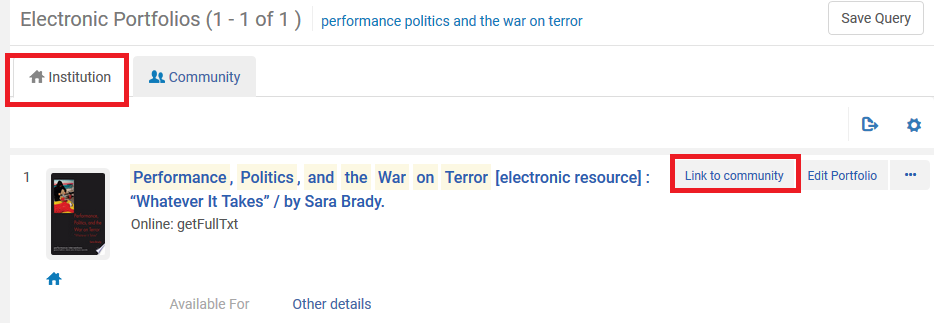 Electronic Portfolios (1 - 1 of 1 ) performance politics and the war on terror Save Query
Institution Community
1 Performance, Politics, and the War on Terror [electronic resource] : Link to community Edit Portfolio
“Whatever It Takes” / by Sara Brady.
Online: getFullTxt
Available For Other details